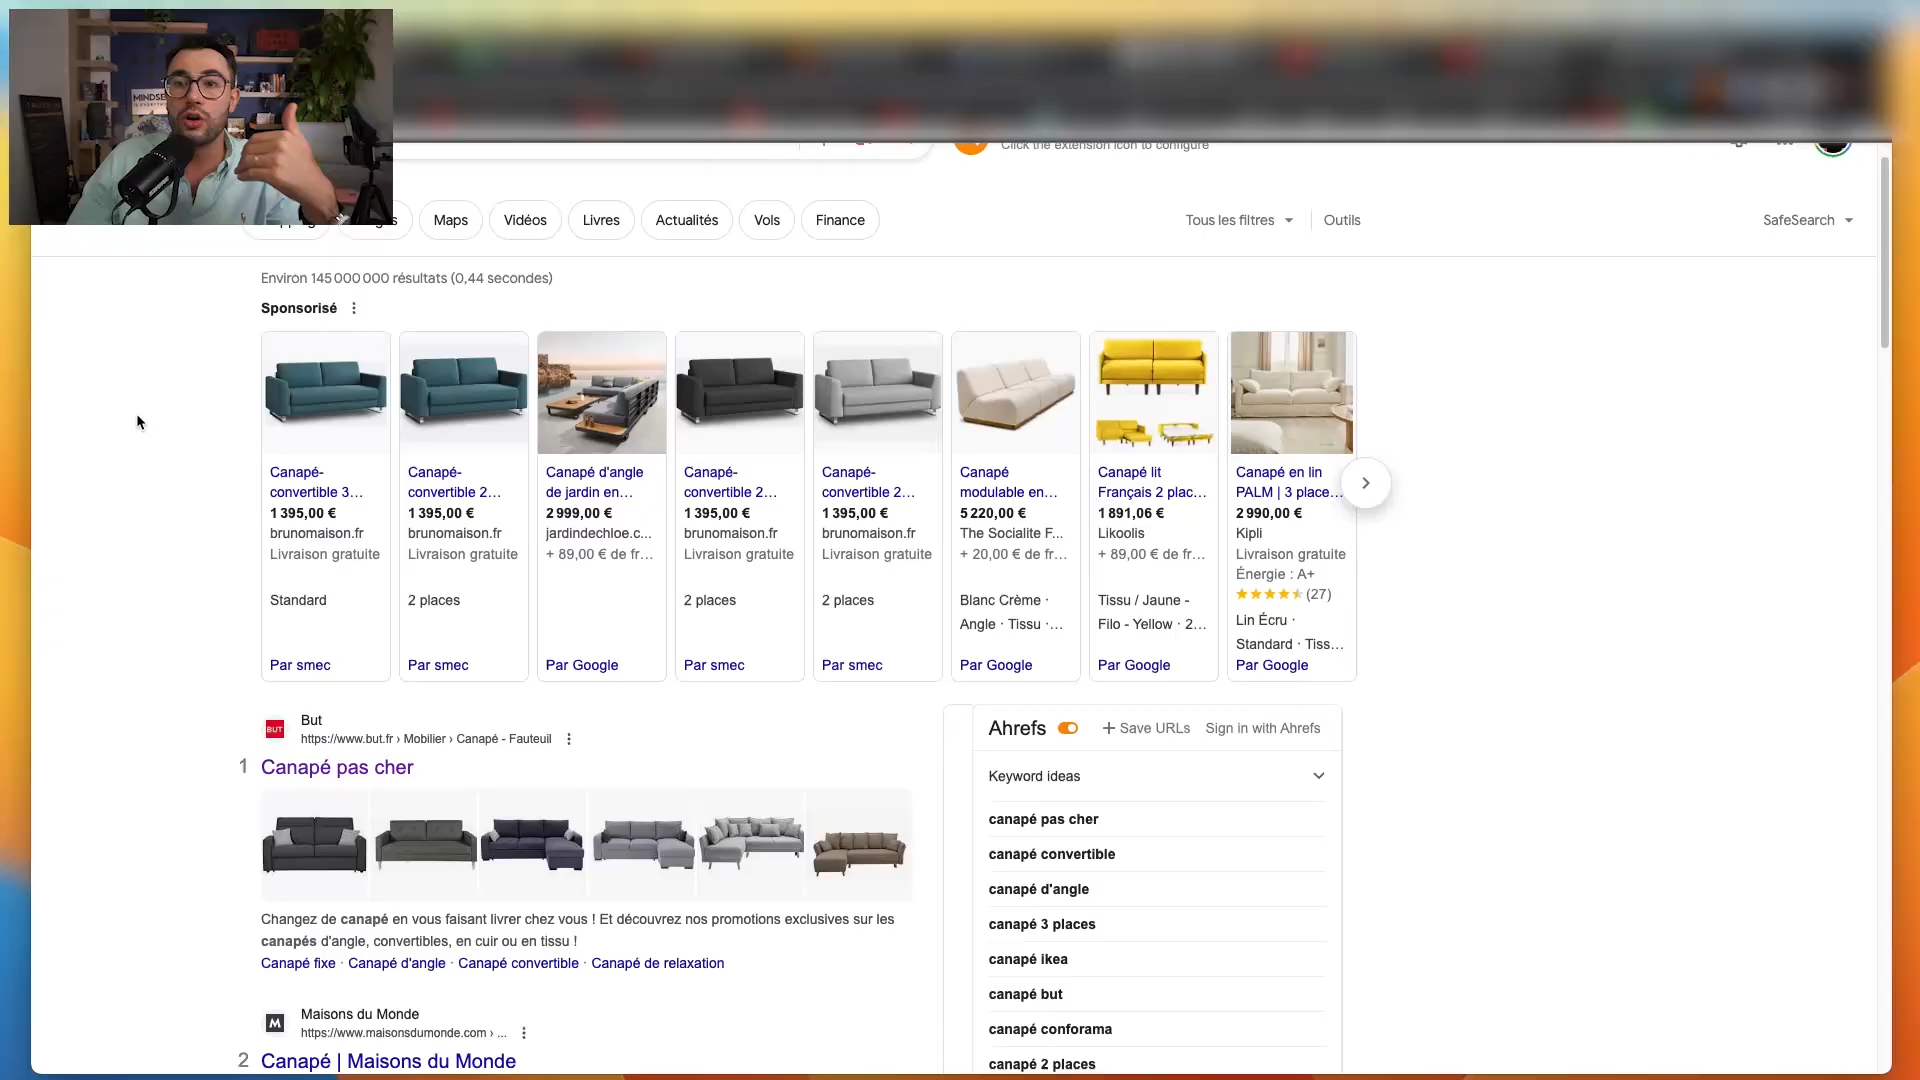 MINDSE
Click the extension icon to configure
Maps
Vidéos
Livres
Actualités
Vols
Finance
Tous les filtres
Outils
SafeSearch
Environ 145 000 000 résultats (0,44 secondes)
Sponsorisé
Canapé-
convertible 3…
1 395,00 €
brunomaison.fr
Livraison gratuite
Standard
Par smec
Canapé-
convertible 2…
1 395,00 €
brunomaison.fr
Livraison gratuite
2 places
Par smec
Canapé d'angle
de jardin en…
2 999,00 €
jardindechloe.c…
+ 89,00 € de fr…
Par Google
Canapé-
convertible 2…
1 395,00 €
brunomaison.fr
Livraison gratuite
2 places
Par smec
Canapé-
convertible 2…
1 395,00 €
brunomaison.fr
Livraison gratuite
2 places
Par smec
Canapé
modulable en…
5 220,00 €
The Socialite F…
+ 20,00 € de fr…
Blanc Crème ·
Angle · Tissu ·…
Par Google
Canapé lit
Français 2 plac…
1 891,06 €
Likoolis
+ 89,00 € de fr…
Tissu / Jaune -
Filo - Yellow · 2…
Par Google
Canapé en lin
PALM | 3 place…
2 990,00 €
Kipli
Livraison gratuite
Énergie : A+
(27)
Lin Écru ·
Standard · Tiss…
Par Google
BUT
But
https://www.but.fr › Mobilier › Canapé - Fauteuil
1 Canapé pas cher
Changez de canapé en vous faisant livrer chez vous ! Et découvrez nos promotions exclusives sur les
canapés d'angle, convertibles, en cuir ou en tissu !
Canapé fixe · Canapé d'angle · Canapé convertible · Canapé de relaxation
M
Maisons du Monde
https://www.maisonsdumonde.com › ...
2 Canapé | Maisons du Monde
Ahrefs
+ Save URLs
Sign in with Ahrefs
Keyword ideas
canapé pas cher
canapé convertible
canapé d'angle
canapé 3 places
canapé ikea
canapé but
canapé conforama
canapé 2 places